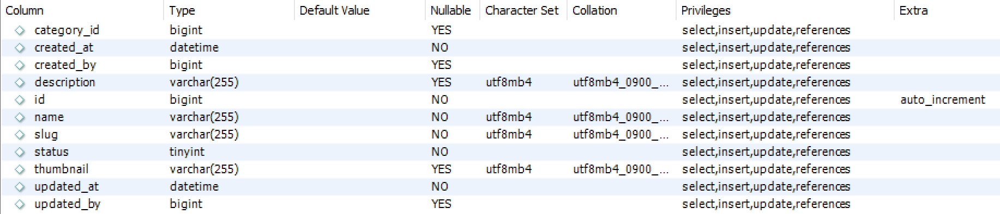 Column Type Default Value Nullable Character Set Collation Privileges Extra
category_id bigint YES select,insert,update,references
created_at datetime NO select,insert,update,references
created_by bigint YES select,insert,update,references
description varchar(255) YES utf8mb4 utf8mb4_0900_... select,insert,update,references
id bigint NO select,insert,update,references auto_increment
name varchar(255) NO utf8mb4 utf8mb4_0900_... select,insert,update,references
slug varchar(255) NO utf8mb4 utf8mb4_0900_... select,insert,update,references
status tinyint NO select,insert,update,references
thumbnail varchar(255) YES utf8mb4 utf8mb4_0900_... select,insert,update,references
updated_at datetime NO select,insert,update,references
updated_by bigint YES select,insert,update,references